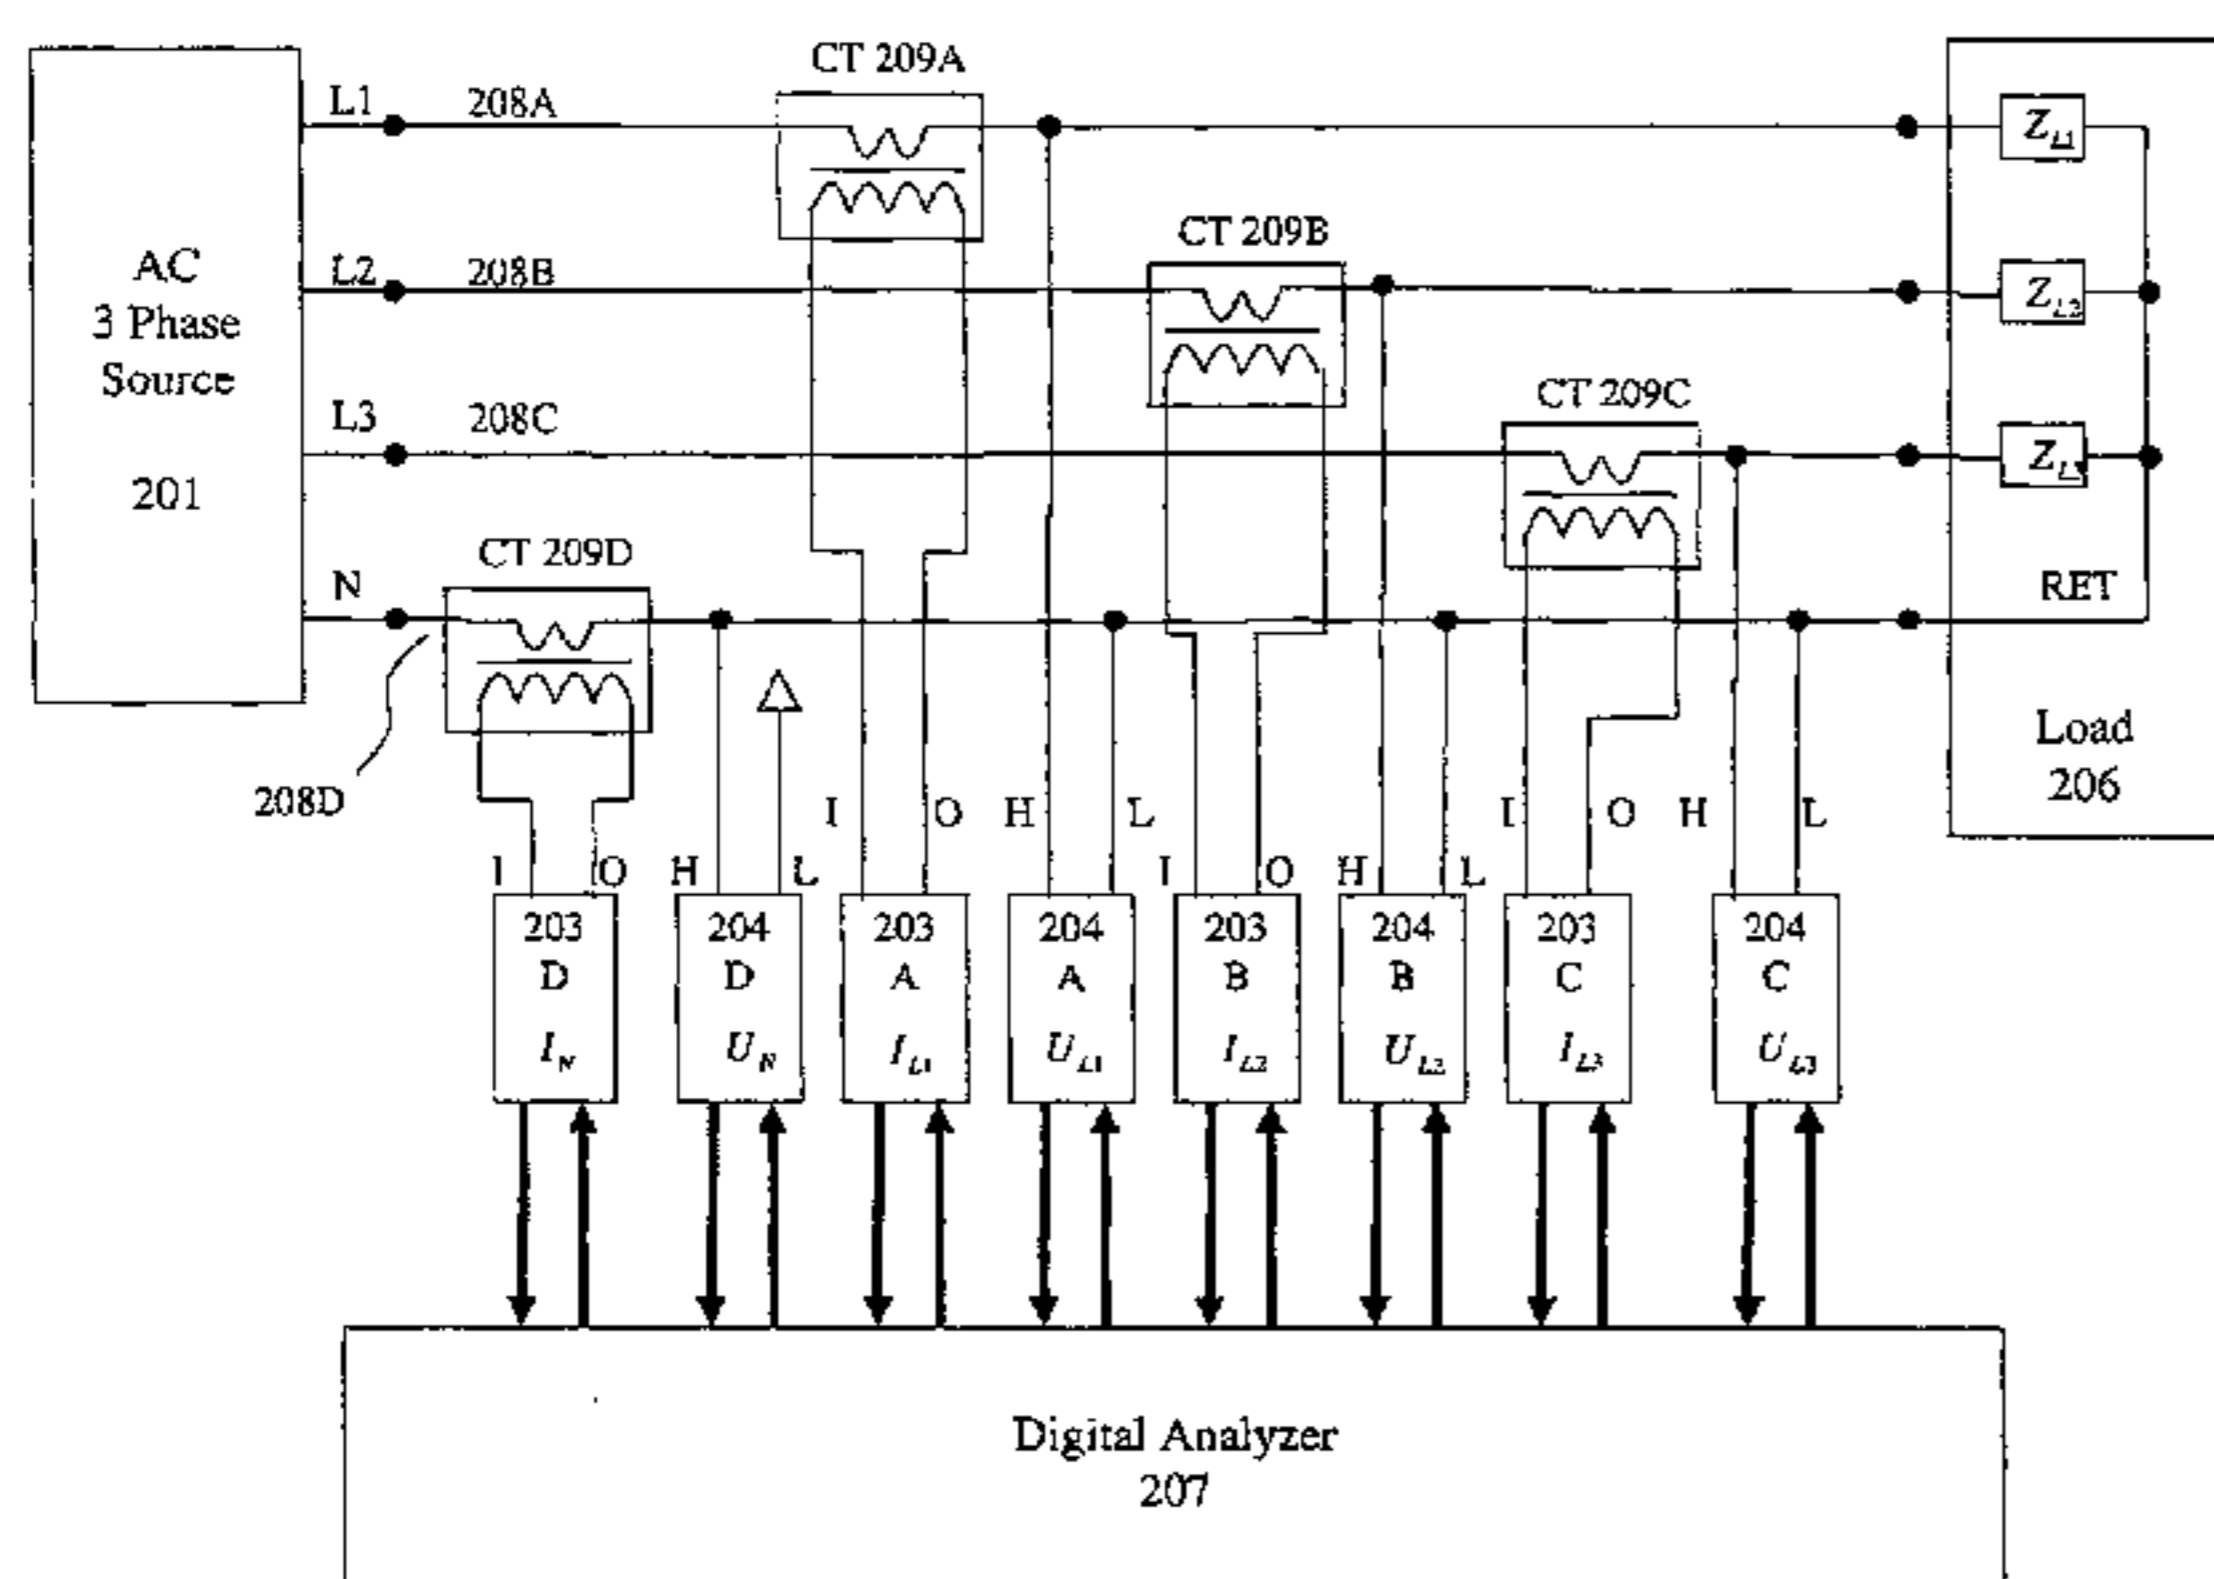 CT 209A
L1 208A
Z_L1
CT 209B
AC
3 Phase
Source
201
L2 208B
Z_L2
CT 209C
L3 208C
Z_L3
CT 209D
N
RET
Load
206
208D
I O H L I O H L I O H L I O H L
203
D
I_N
204
D
U_N
203
A
I_L1
204
A
U_L1
203
B
I_L2
204
B
U_L2
203
C
I_L3
204
C
U_L3
Digital Analyzer
207